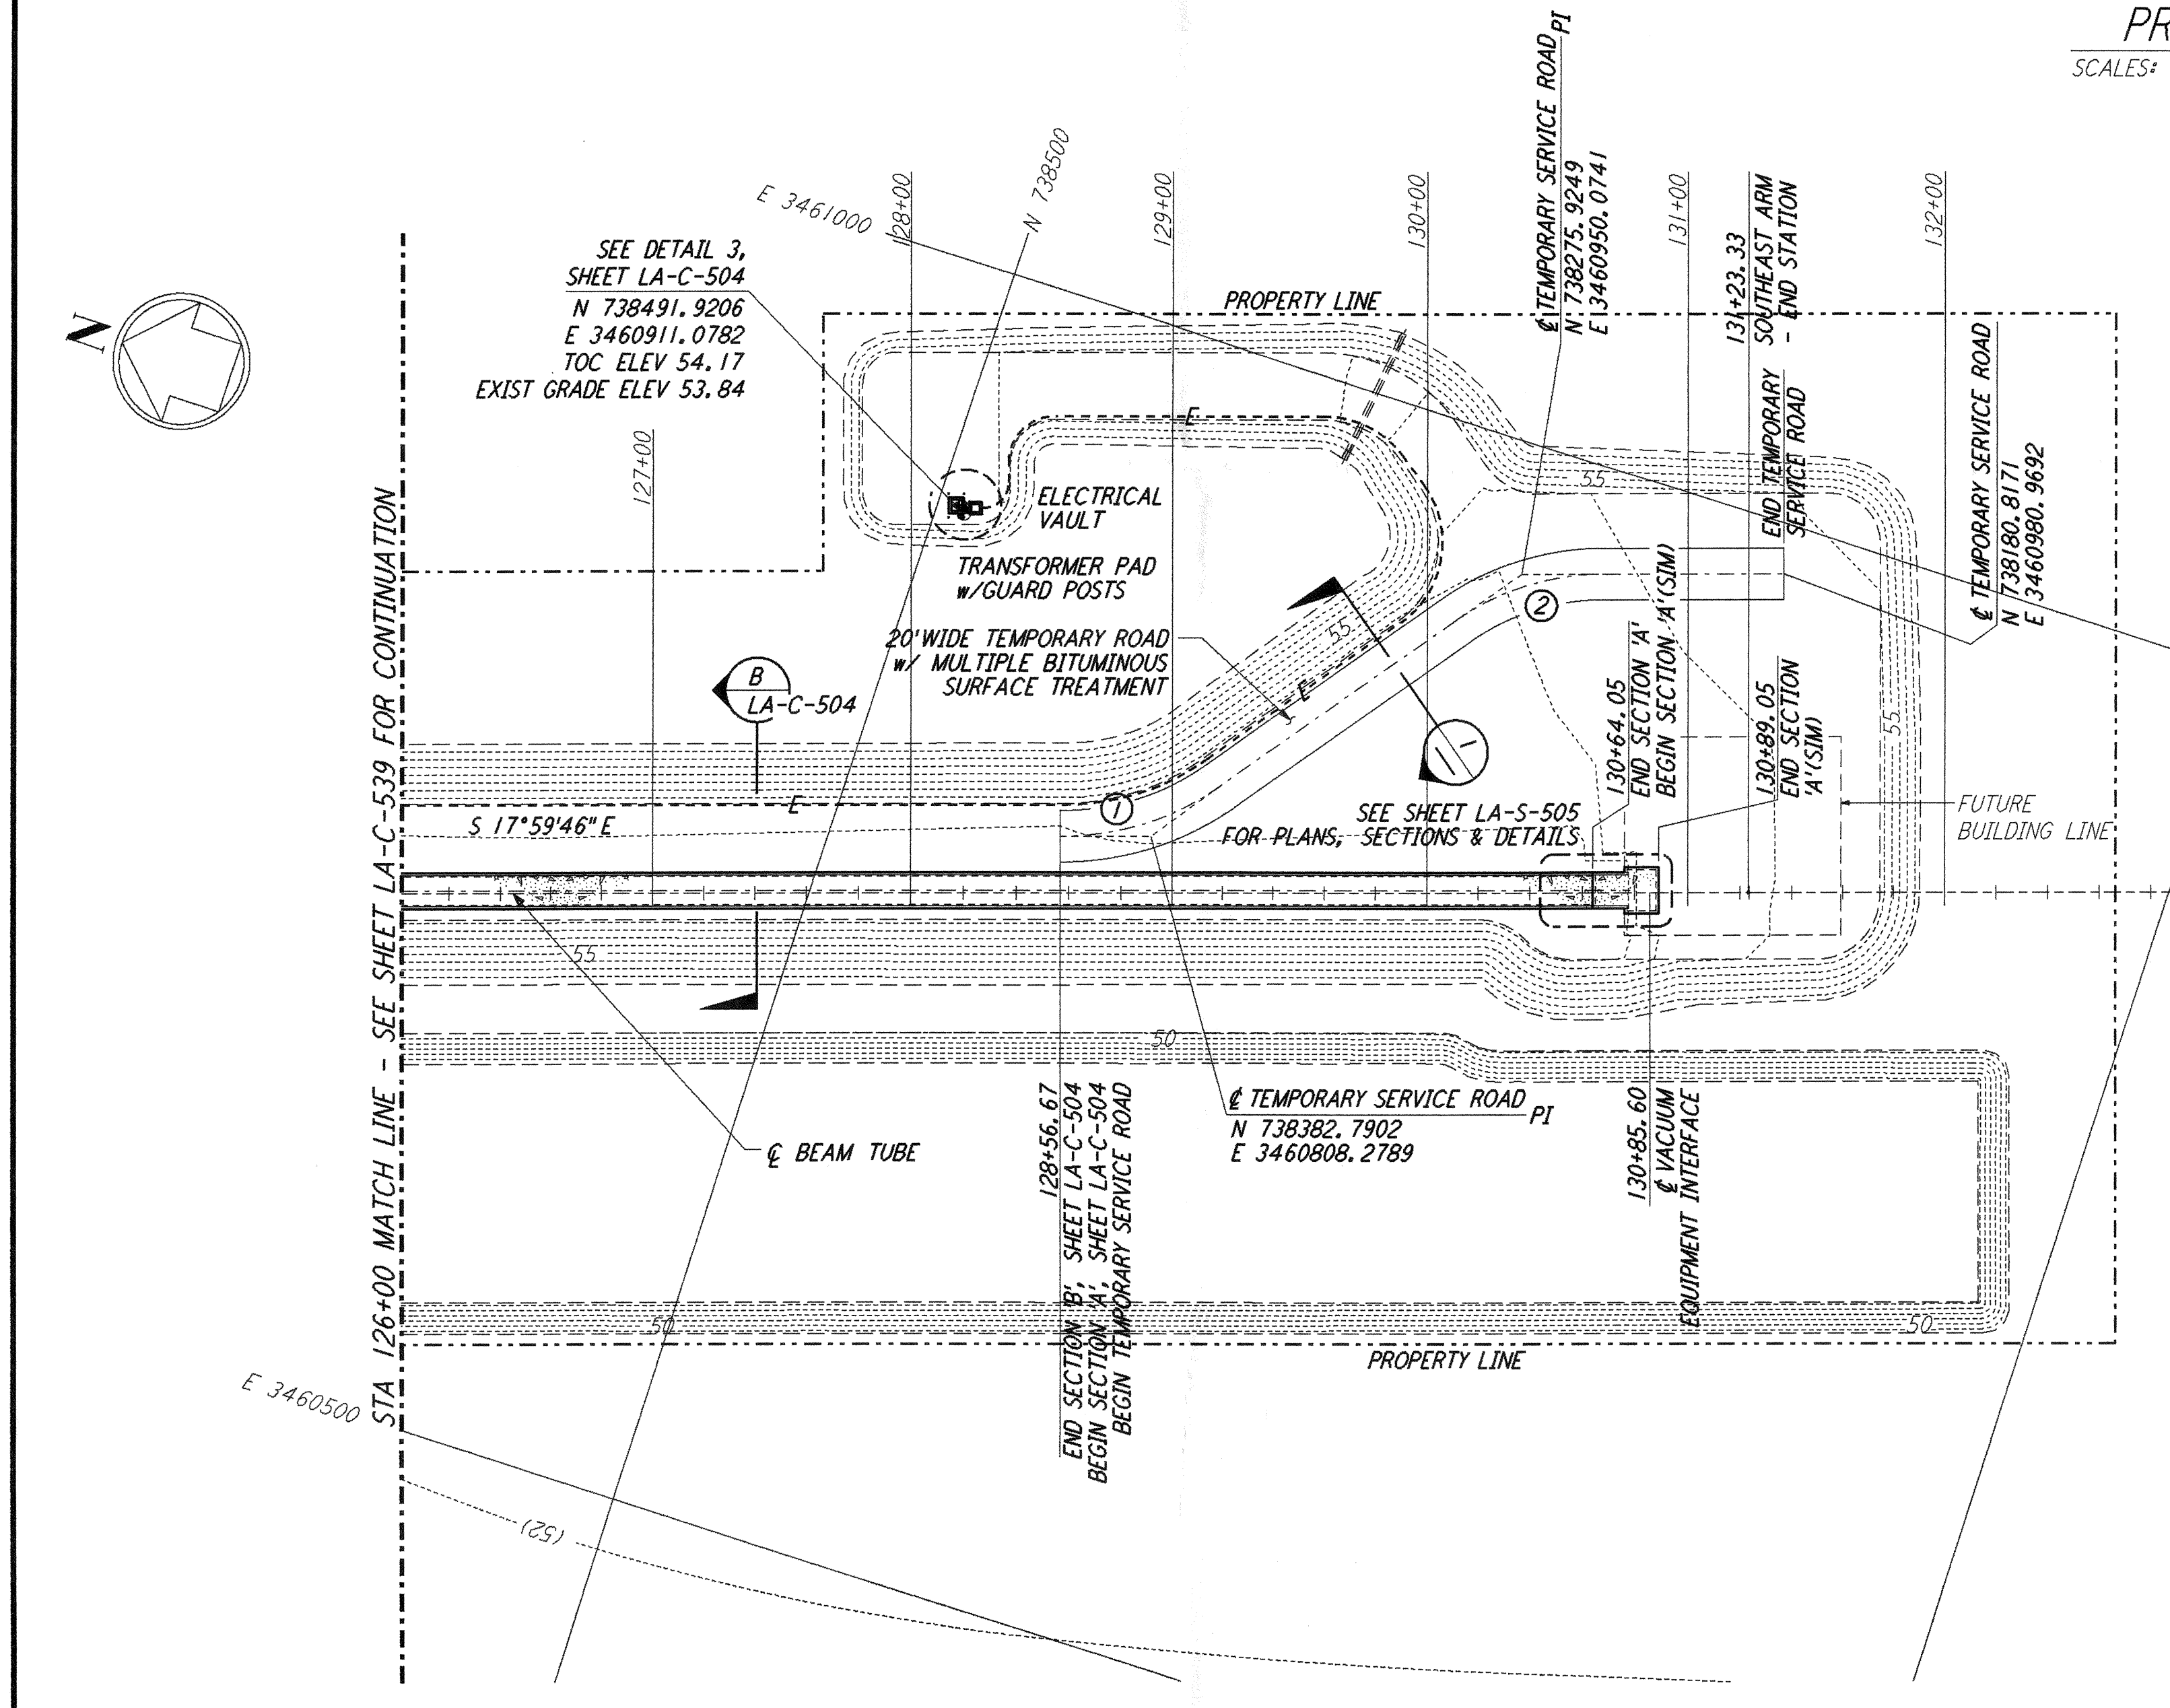 PR
SCALES:
N
E 3461000
128+00
N 738500
129+00
130+00
℄ TEMPORARY SERVICE ROAD PI
N 738275.9249
E 3460950.0741
131+00
131+23.33
SOUTHEAST ARM
- END STATION
132+00
SEE DETAIL 3,
SHEET LA-C-504
N 738491.9206
E 3460911.0782
TOC ELEV 54.17
EXIST GRADE ELEV 53.84
PROPERTY LINE
127+00
E
55
END TEMPORARY
SERVICE ROAD
℄ TEMPORARY SERVICE ROAD
N 738180.8171
E 3460980.9692
ELECTRICAL
VAULT
TRANSFORMER PAD
w/GUARD POSTS
20' WIDE TEMPORARY ROAD
w/ MULTIPLE BITUMINOUS
SURFACE TREATMENT
55
E
2
B
LA-C-504
1
130+64.05
END SECTION 'A'
BEGIN SECTION 'A'(SIM)
130+89.05
END SECTION
'A'(SIM)
55
E
1
S 17°59'46" E
SEE SHEET LA-S-505
FOR PLANS, SECTIONS & DETAILS
FUTURE
BUILDING LINE
STA 126+00 MATCH LINE - SEE SHEET LA-C-539 FOR CONTINUATION
55
50
℄ BEAM TUBE
128+56.67
END SECTION 'B', SHEET LA-C-504
BEGIN SECTION 'A', SHEET LA-C-504
BEGIN TEMPORARY SERVICE ROAD
℄ TEMPORARY SERVICE ROAD PI
N 738382.7902
E 3460808.2789
130+85.60
℄ VACUUM
EQUIPMENT INTERFACE
50
50
PROPERTY LINE
E 3460500
(52)